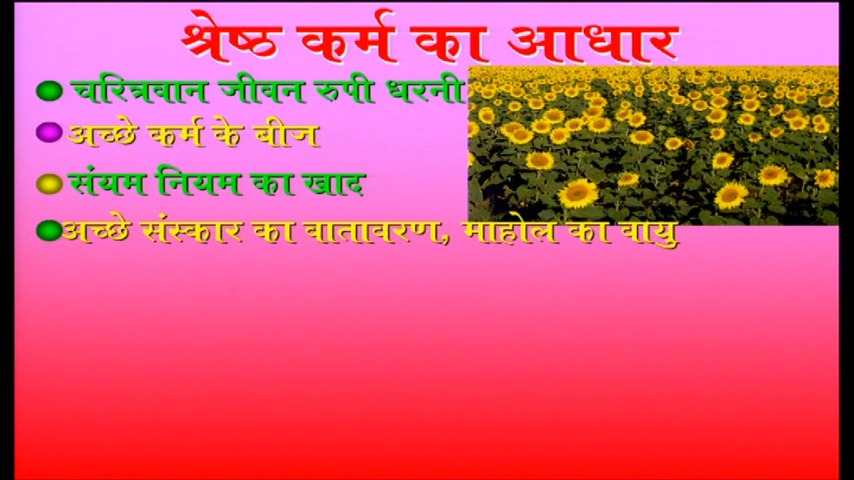 श्रेष्ठ कर्म का आधार
चरित्रवान जीवन रुपी धरनी
अच्छे कर्म के बीज
संयम नियम का खाद
अच्छे संस्कार का वातावरण, माहोल का वायु